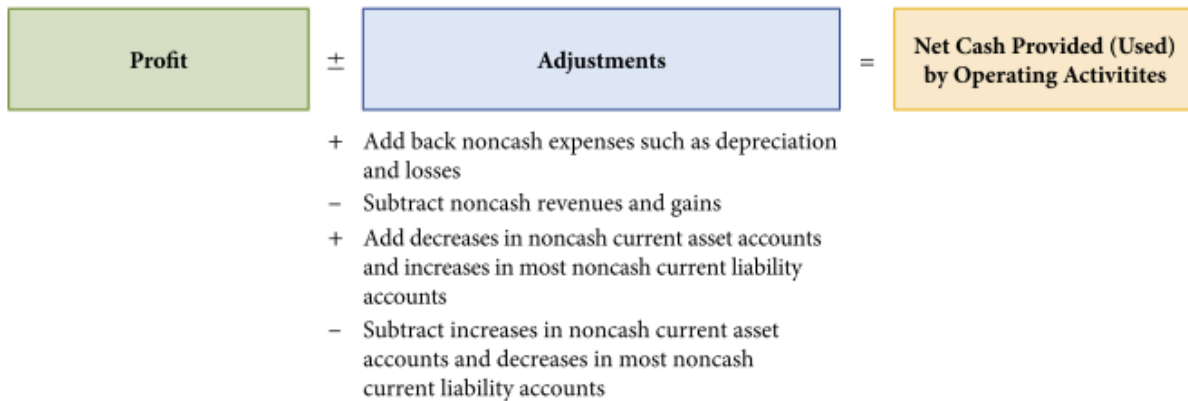 Profit
±
Adjustments
=
Net Cash Provided (Used)
by Operating Activitites
+ Add back noncash expenses such as depreciation
and losses
– Subtract noncash revenues and gains
+ Add decreases in noncash current asset accounts
and increases in most noncash current liability
accounts
– Subtract increases in noncash current asset
accounts and decreases in most noncash
current liability accounts